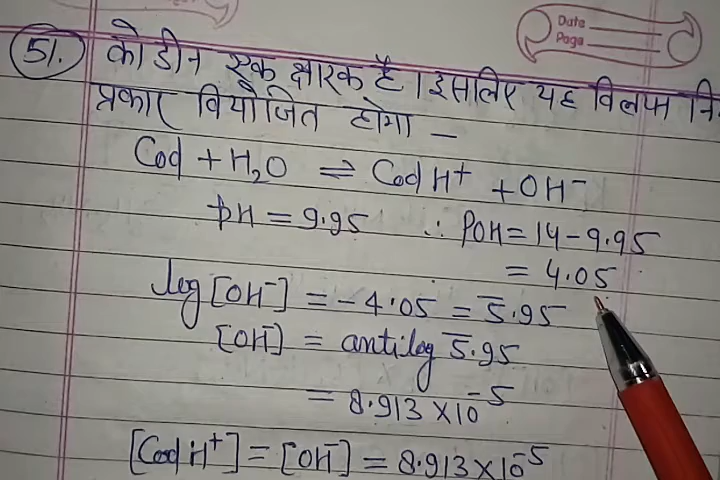 Date
Page
51. कोडीन एक क्षारक है । इसलिए यह विलयन
प्रकार वियोजित होगा –
Cod + H₂O ⇌ CodH⁺ + OH⁻
pH = 9.95 ∴ POH = 14 – 9.95
= 4.05
log [OH⁻] = – 4.05 = 5̅.95
[OH⁻] = antilog 5̅.95
= 8.913 × 10⁻⁵
[CodH⁺] = [OH⁻] = 8.913 × 10⁻⁵